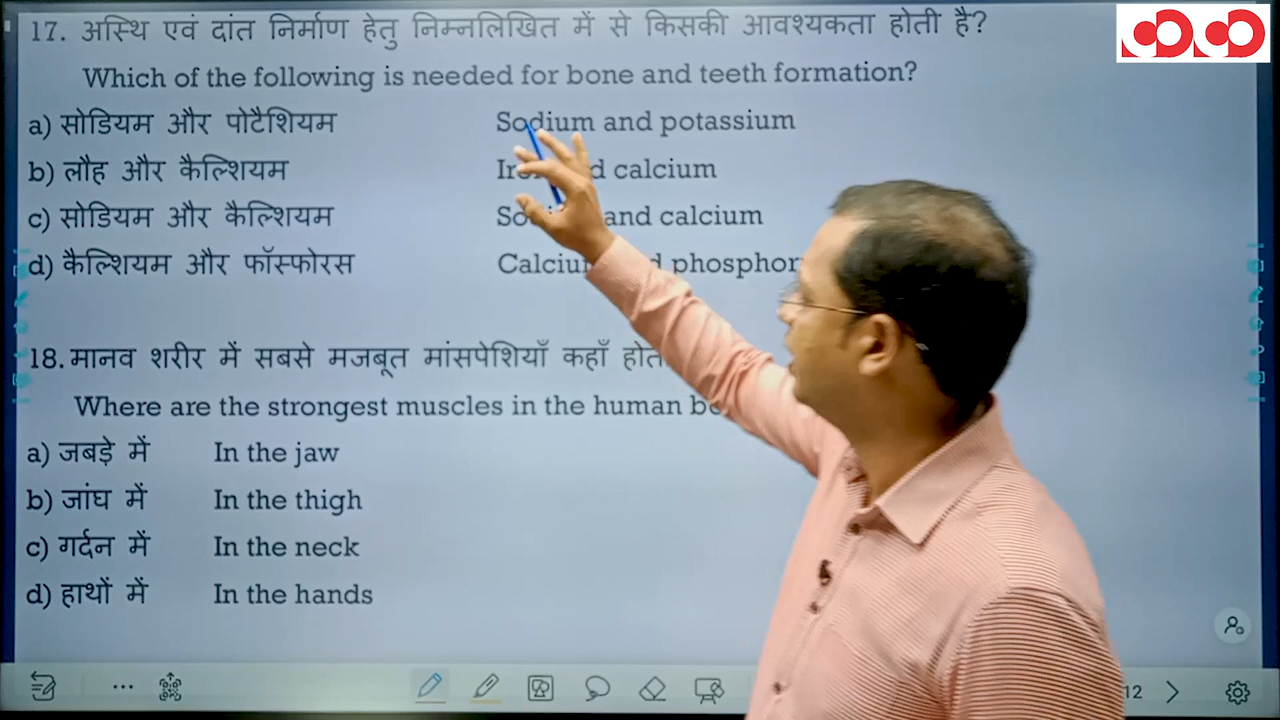 17. अस्थि एवं दांत निर्माण हेतु निम्नलिखित में से किसकी आवश्यकता होती है?
Which of the following is needed for bone and teeth formation?
a) सोडियम और पोटैशियम Sodium and potassium
b) लौह और कैल्शियम calcium
c) सोडियम और कैल्शियम and calcium
d) कैल्शियम और फॉस्फोरस
18. मानव शरीर में सबसे मजबूत मांसपेशियाँ कहाँ
Where are the strongest muscles in the human
a) जबड़े में In the jaw
b) जांघ में In the thigh
c) गर्दन में In the neck
d) हाथों में In the hands
12